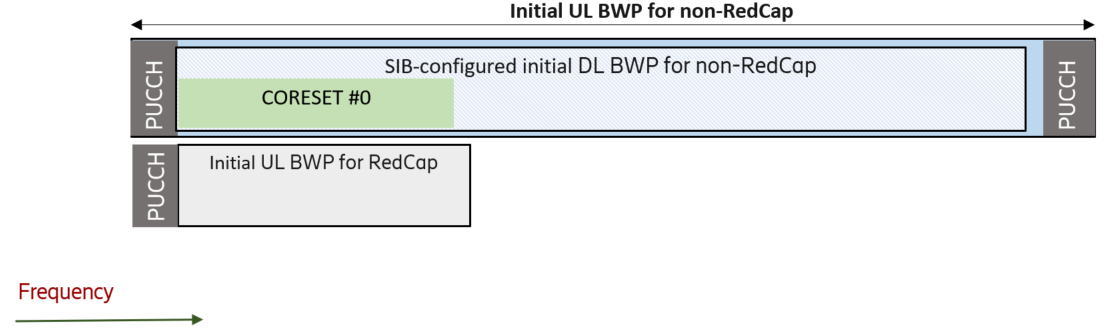 Initial UL BWP for non-RedCap
PUCCH
SIB-configured initial DL BWP for non-RedCap
PUCCH
CORESET #0
PUCCH
Initial UL BWP for RedCap
Frequency